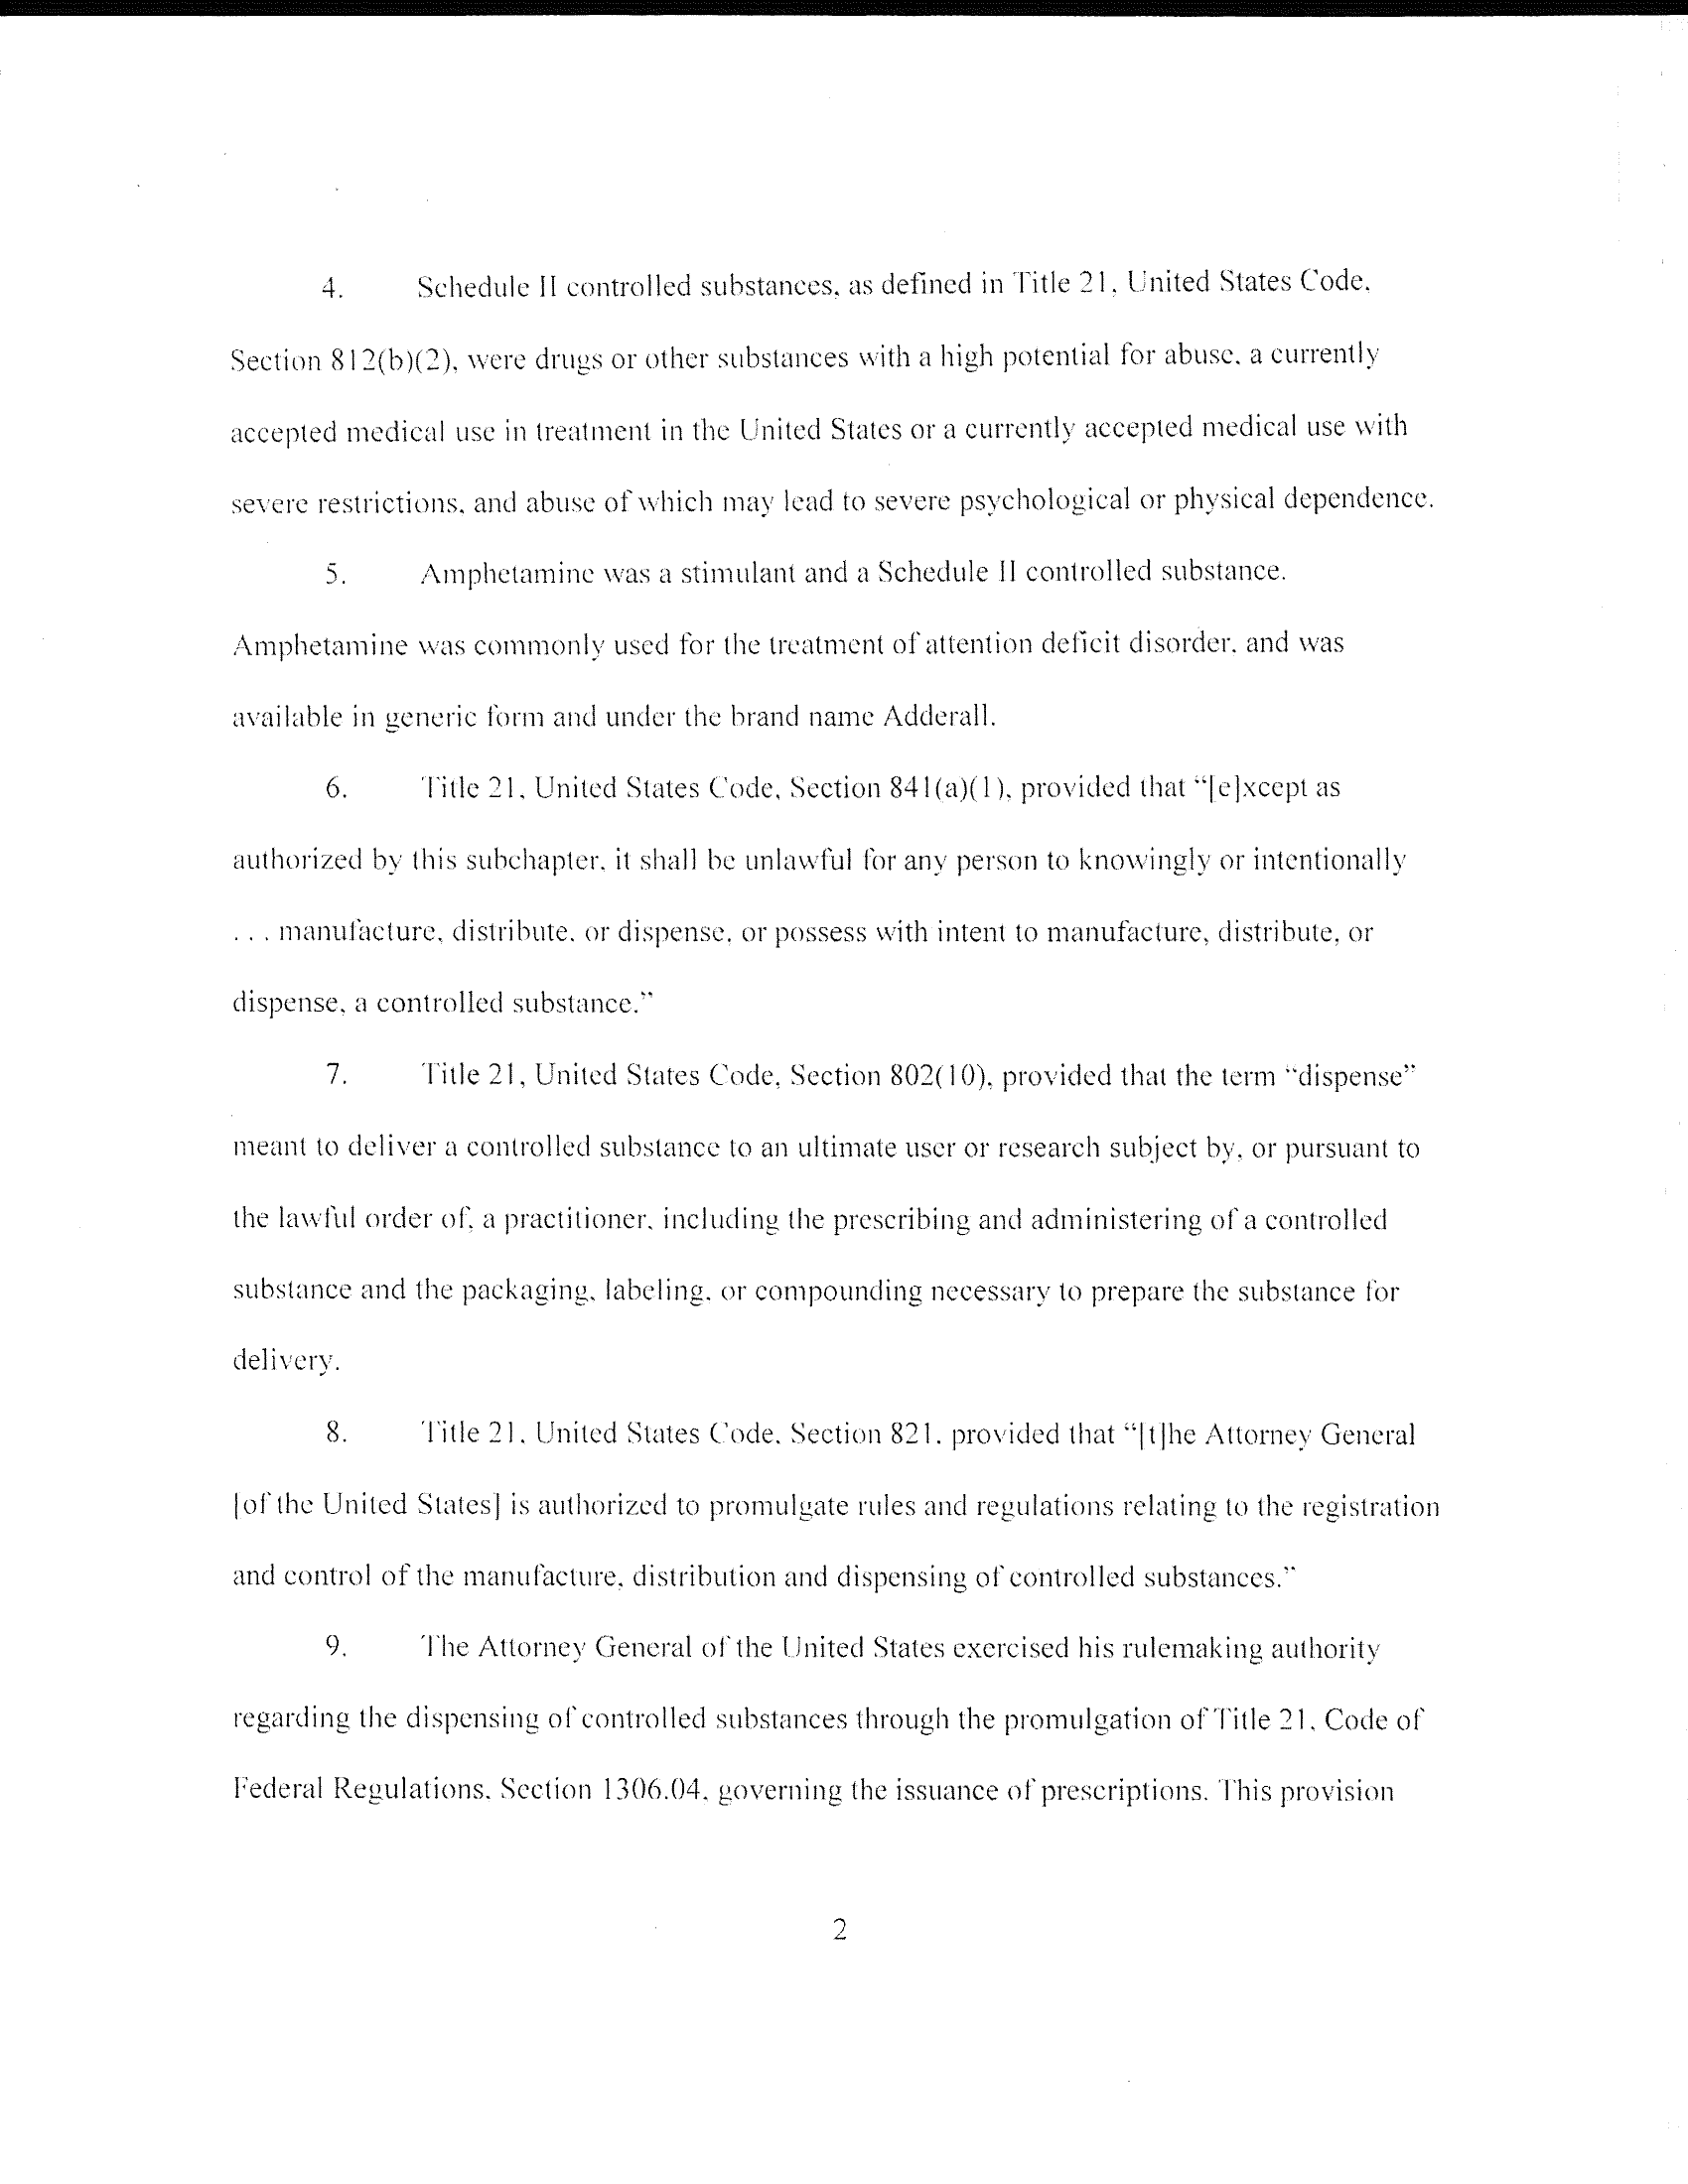 4. Schedule II controlled substances, as defined in Title 21, United States Code,
Section 812(b)(2), were drugs or other substances with a high potential for abuse, a currently
accepted medical use in treatment in the United States or a currently accepted medical use with
severe restrictions, and abuse of which may lead to severe psychological or physical dependence.
5. Amphetamine was a stimulant and a Schedule II controlled substance.
Amphetamine was commonly used for the treatment of attention deficit disorder, and was
available in generic form and under the brand name Adderall.
6. Title 21, United States Code, Section 841(a)(1), provided that “[e]xcept as
authorized by this subchapter, it shall be unlawful for any person to knowingly or intentionally
. . . manufacture, distribute, or dispense, or possess with intent to manufacture, distribute, or
dispense, a controlled substance.”
7. Title 21, United States Code, Section 802(10), provided that the term “dispense”
meant to deliver a controlled substance to an ultimate user or research subject by, or pursuant to
the lawful order of, a practitioner, including the prescribing and administering of a controlled
substance and the packaging, labeling, or compounding necessary to prepare the substance for
delivery.
8. Title 21, United States Code, Section 821, provided that “[t]he Attorney General
[of the United States] is authorized to promulgate rules and regulations relating to the registration
and control of the manufacture, distribution and dispensing of controlled substances.”
9. The Attorney General of the United States exercised his rulemaking authority
regarding the dispensing of controlled substances through the promulgation of Title 21, Code of
Federal Regulations, Section 1306.04, governing the issuance of prescriptions. This provision
2